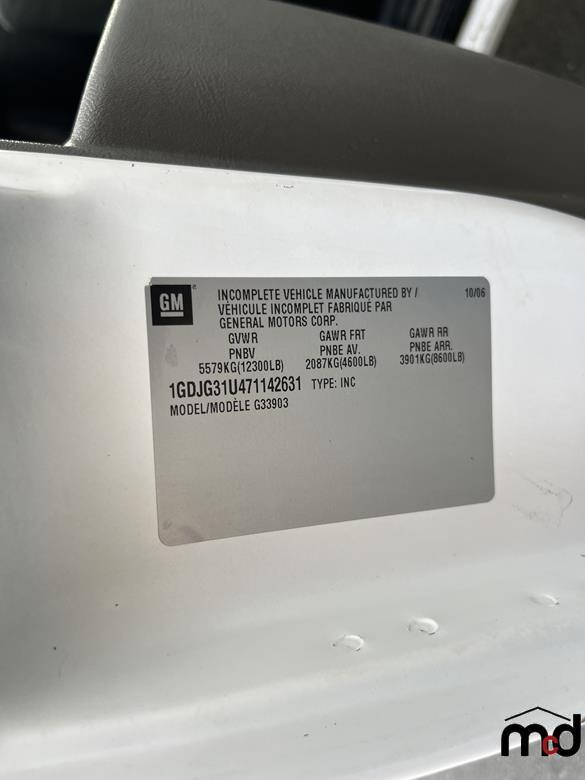 GM
INCOMPLETE VEHICLE MANUFACTURED BY / 10/06
VÉHICULE INCOMPLET FABRIQUÉ PAR
GENERAL MOTORS CORP.
GVWR GAWR FRT GAWR RR
PNBV PNBE AV. PNBE ARR.
5579KG(12300LB) 2087KG(4600LB) 3901KG(8600LB)
1GDJG31U471142631 TYPE: INC
MODEL/MODÈLE G33903
mcd